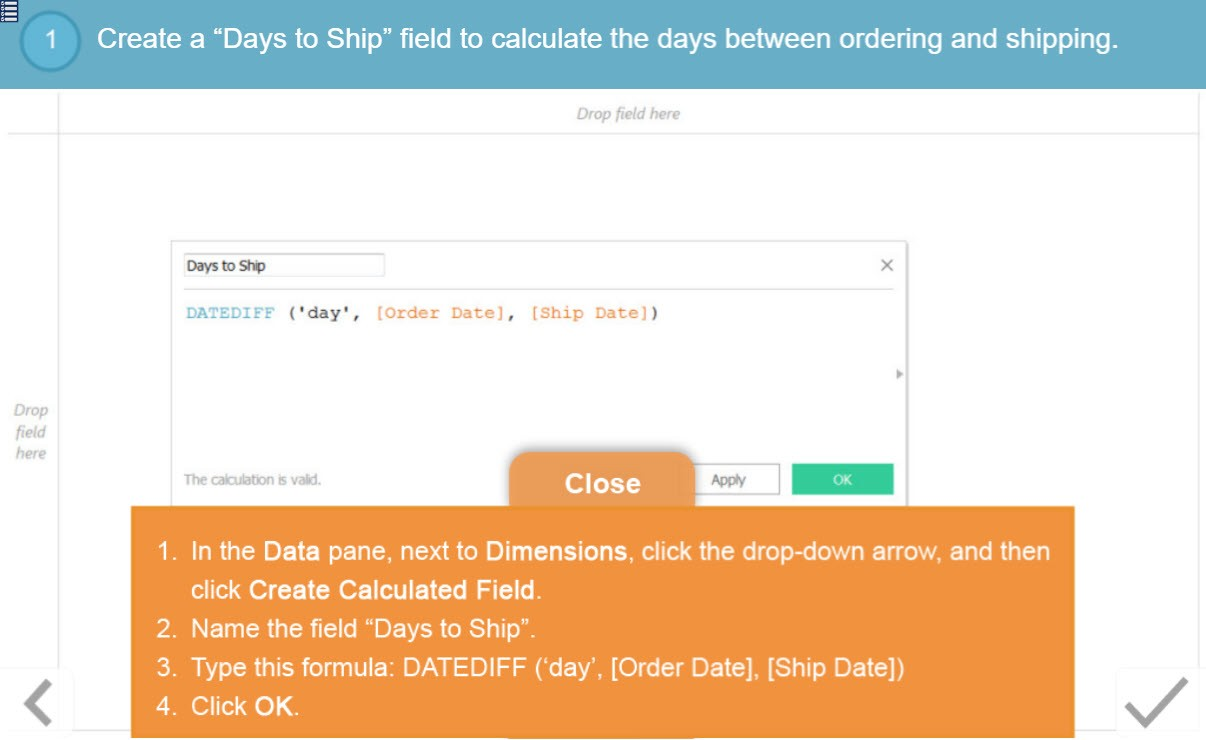 1
Create a “Days to Ship” field to calculate the days between ordering and shipping.
Drop field here
Days to Ship
DATEDIFF ('day', [Order Date], [Ship Date])
Drop
field
here
The calculation is valid.
Close
Apply
OK
1. In the Data pane, next to Dimensions, click the drop-down arrow, and then
click Create Calculated Field.
2. Name the field “Days to Ship”.
3. Type this formula: DATEDIFF (‘day’, [Order Date], [Ship Date])
4. Click OK.